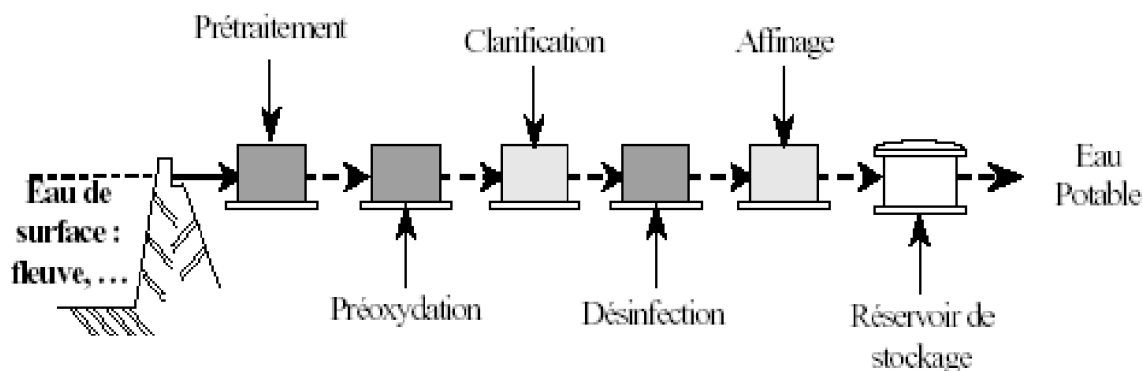 Prétraitement
Clarification
Affinage
Eau de
surface :
fleuve, …
Eau
Potable
Préoxydation
Désinfection
Réservoir de
stockage